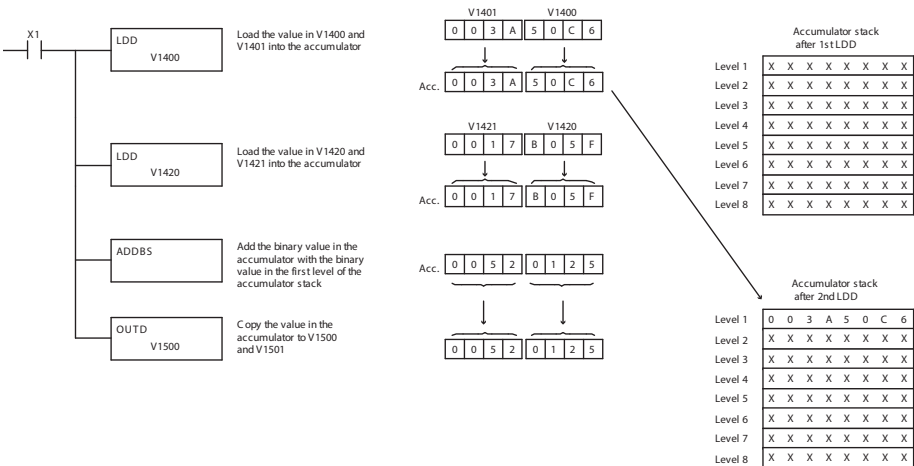 X1
LDD
V1400
Load the value in V1400 and
V1401 into the accumulator
V1401 V1400
0 0 3 A 5 0 C 6
Acc. 0 0 3 A 5 0 C 6
Accumulator stack
after 1st LDD
Level 1 X X X X X X X X
Level 2 X X X X X X X X
Level 3 X X X X X X X X
Level 4 X X X X X X X X
Level 5 X X X X X X X X
Level 6 X X X X X X X X
Level 7 X X X X X X X X
Level 8 X X X X X X X X
LDD
V1420
Load the value in V1420 and
V1421 into the accumulator
V1421 V1420
0 0 1 7 B 0 5 F
Acc. 0 0 1 7 B 0 5 F
ADDBS
Add the binary value in the
accumulator with the binary
value in the first level of the
accumulator stack
Acc. 0 0 5 2 0 1 2 5
OUTD
V1500
Copy the value in the
accumulator to V1500
and V1501
0 0 5 2 0 1 2 5
Accumulator stack
after 2nd LDD
Level 1 0 0 3 A 5 0 C 6
Level 2 X X X X X X X X
Level 3 X X X X X X X X
Level 4 X X X X X X X X
Level 5 X X X X X X X X
Level 6 X X X X X X X X
Level 7 X X X X X X X X
Level 8 X X X X X X X X